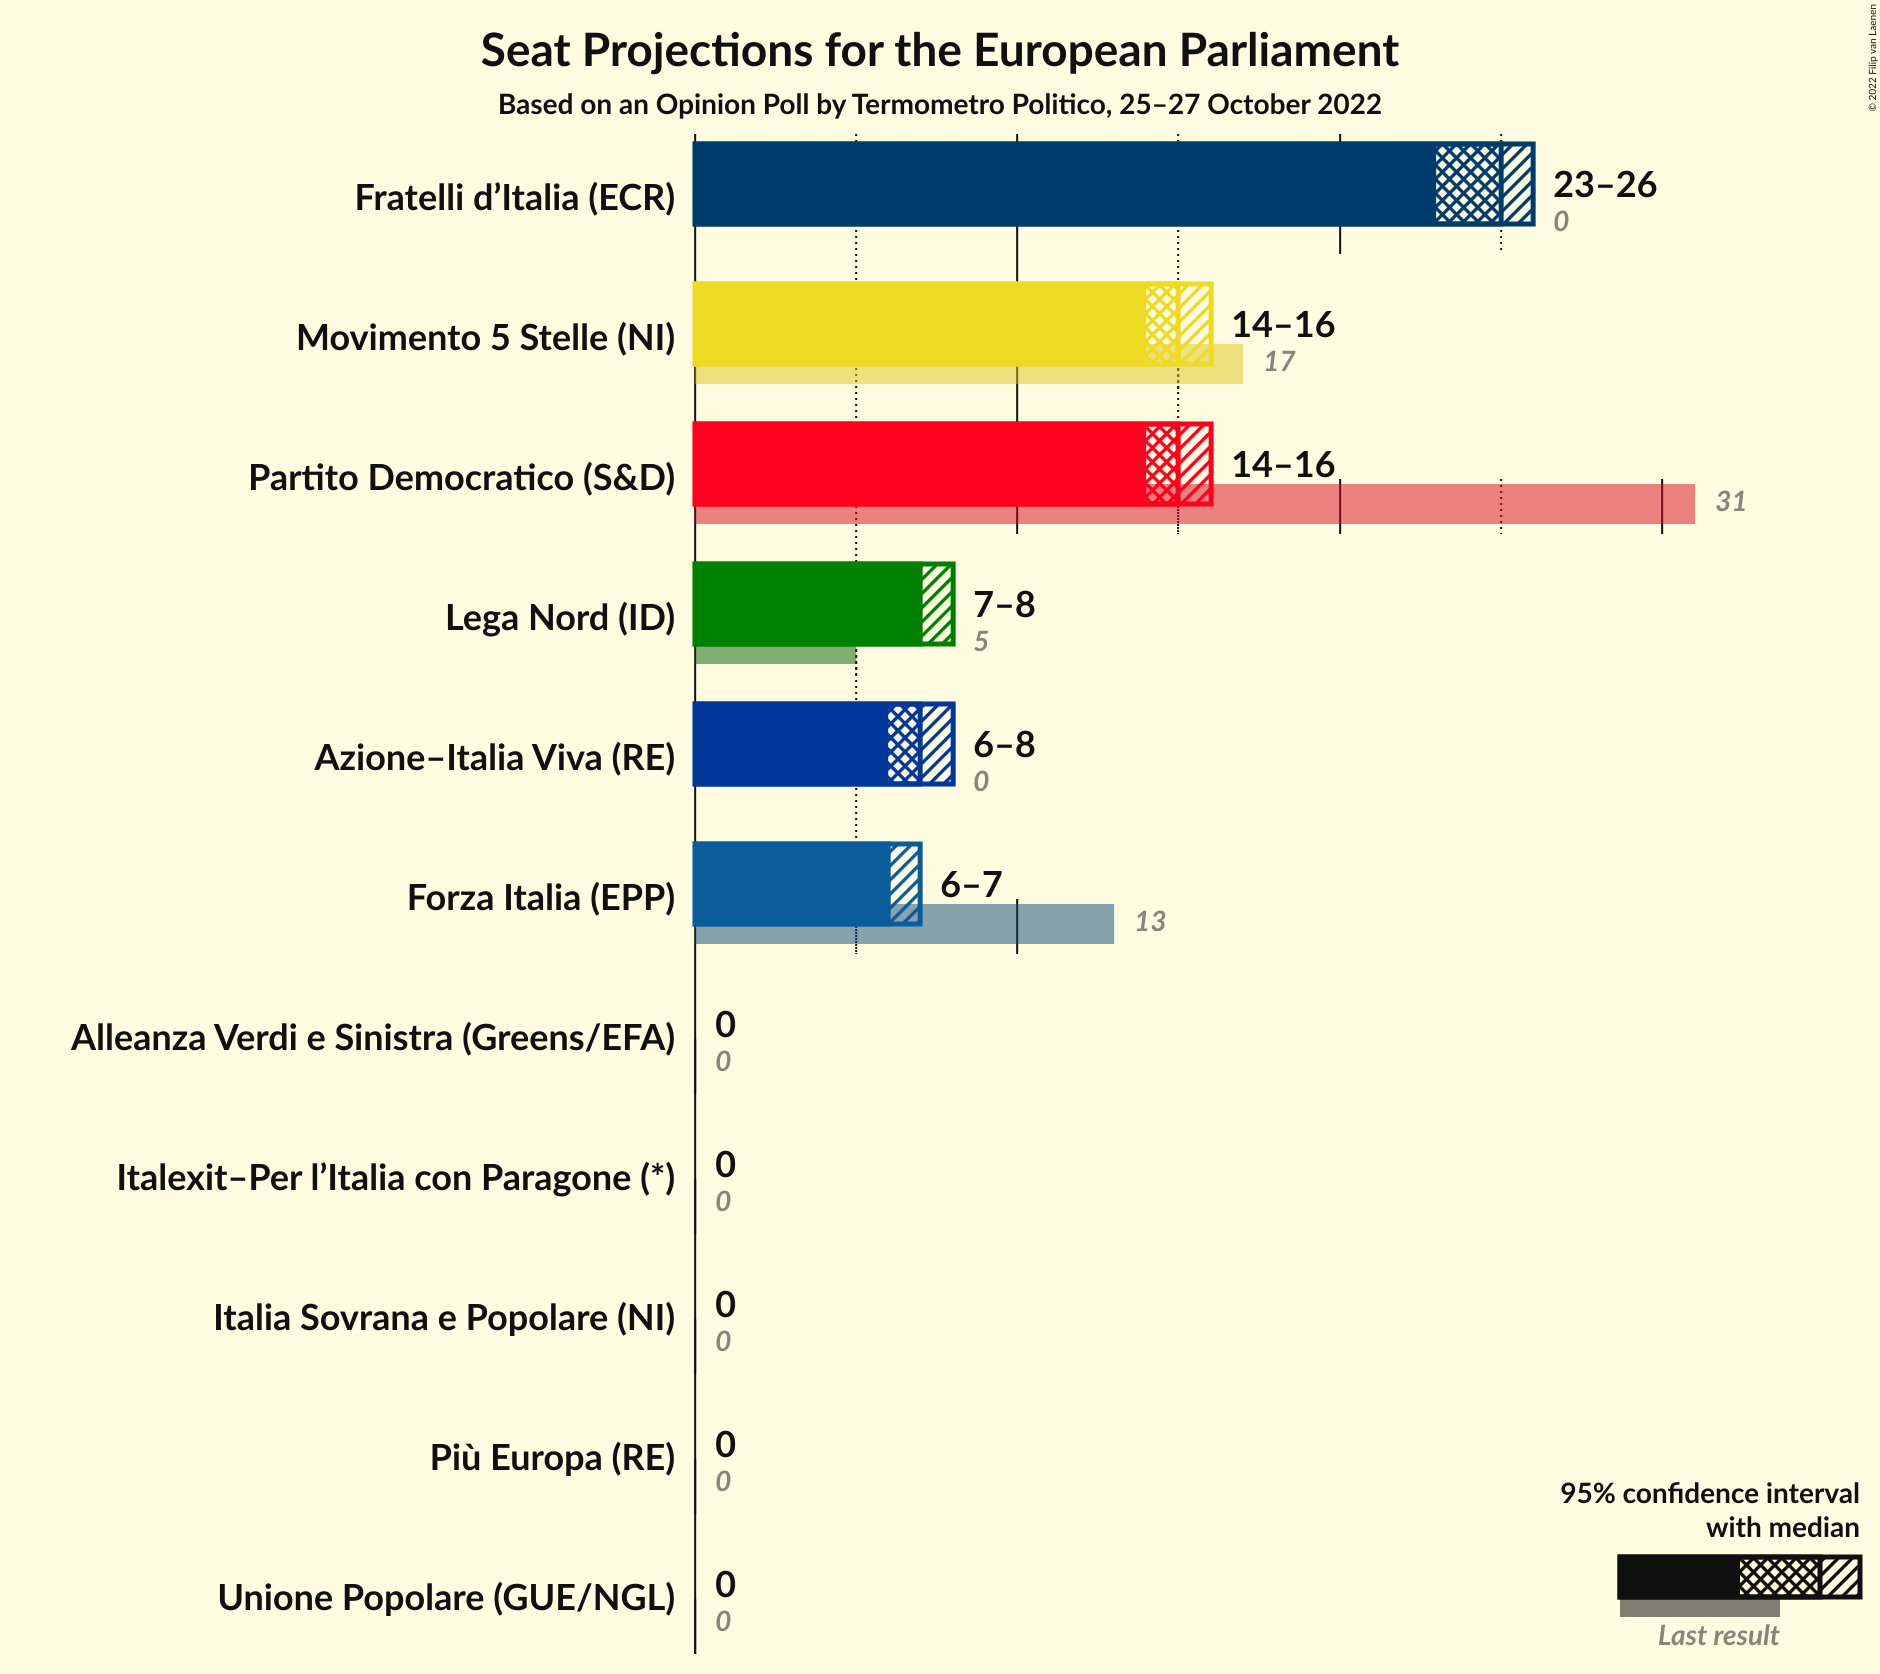 Seat Projections for the European Parliament
Based on an Opinion Poll by Termometro Politico, 25–27 October 2022
© 2022 Filip van Laenen
Fratelli d’Italia (ECR)
23–26
0
Movimento 5 Stelle (NI)
14–16
17
Partito Democratico (S&D)
14–16
31
Lega Nord (ID)
7–8
5
Azione–Italia Viva (RE)
6–8
0
Forza Italia (EPP)
6–7
13
Alleanza Verdi e Sinistra (Greens/EFA)
0
0
Italexit–Per l’Italia con Paragone (*)
0
0
Italia Sovrana e Popolare (NI)
0
0
Più Europa (RE)
0
0
Unione Popolare (GUE/NGL)
0
0
95% confidence interval
with median
Last result